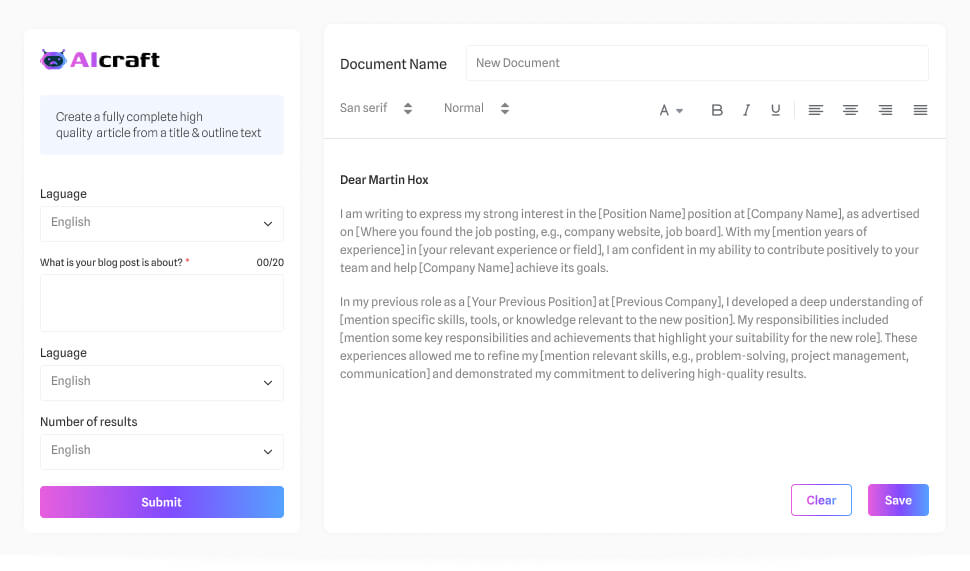 AIcraft
Create a fully complete high
quality article from a title & outline text
Laguage
English
What is your blog post is about? * 00/20
Laguage
English
Number of results
English
Submit
Document Name New Document
San serif Normal A B I U
Dear Martin Hox
I am writing to express my strong interest in the [Position Name] position at [Company Name], as advertised
on [Where you found the job posting, e.g., company website, job board]. With my [mention years of
experience] in [your relevant experience or field], I am confident in my ability to contribute positively to your
team and help [Company Name] achieve its goals.
In my previous role as a [Your Previous Position] at [Previous Company], I developed a deep understanding of
[mention specific skills, tools, or knowledge relevant to the new position]. My responsibilities included
[mention some key responsibilities and achievements that highlight your suitability for the new role]. These
experiences allowed me to refine my [mention relevant skills, e.g., problem-solving, project management,
communication] and demonstrated my commitment to delivering high-quality results.
Clear Save